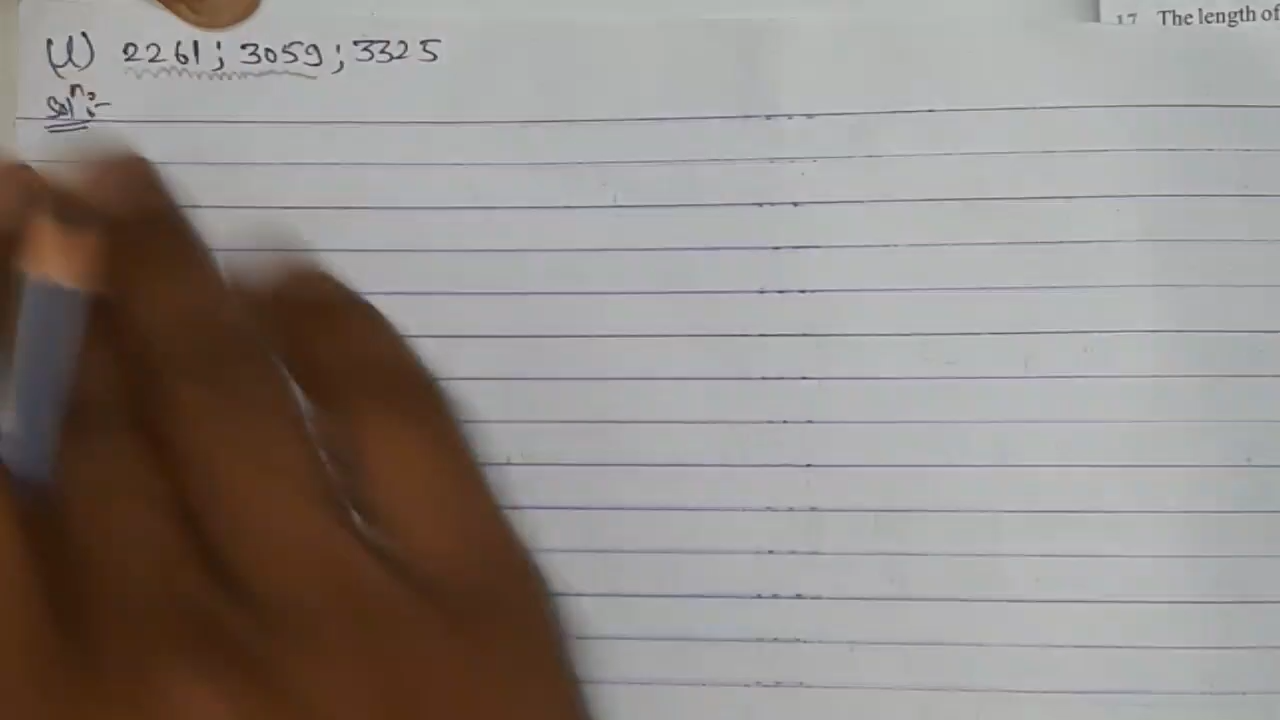 17 The length of
(l) 2261; 3059; 3325
Solⁿ:-